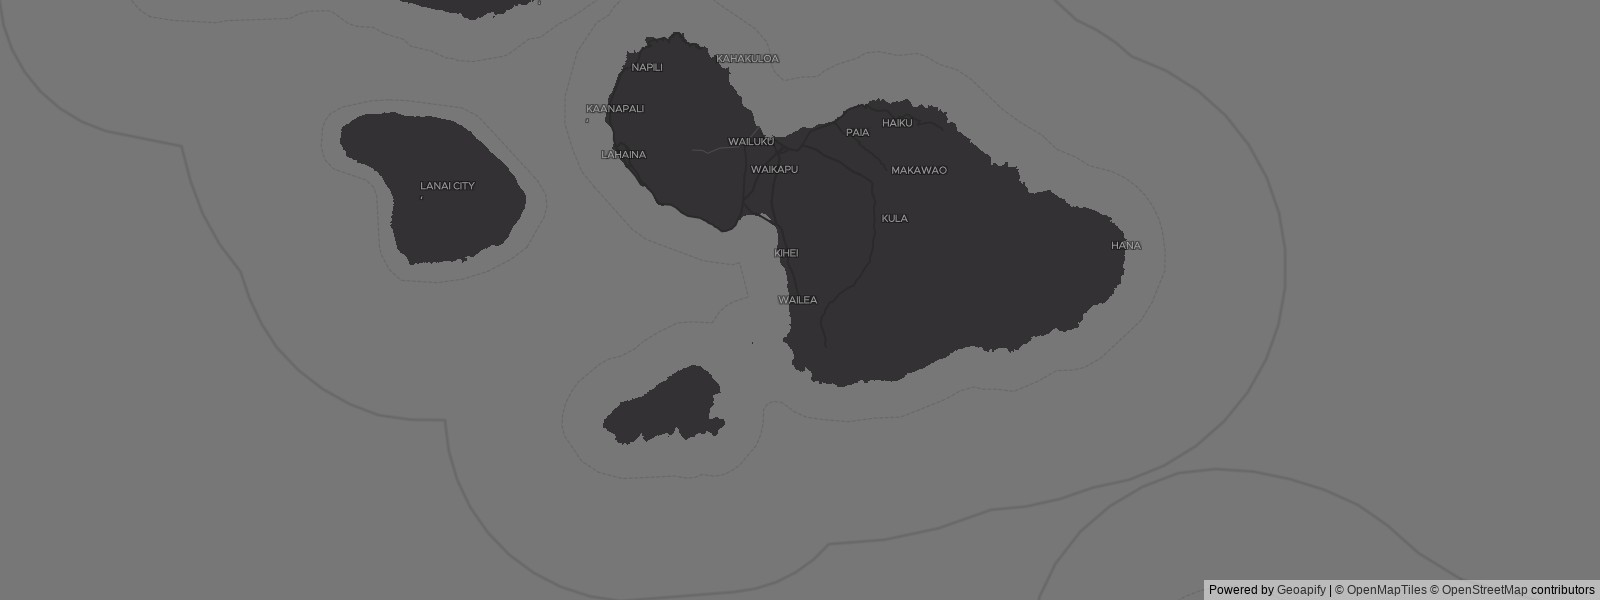 KAHAKULOA
NAPILI
KAANAPALI
HAIKU
PAIA
WAILUKU
LAHAINA
WAIKAPU
MAKAWAO
LANAI CITY
KULA
HANA
KIHEI
WAILEA
Powered by Geoapify | © OpenMapTiles © OpenStreetMap contributors